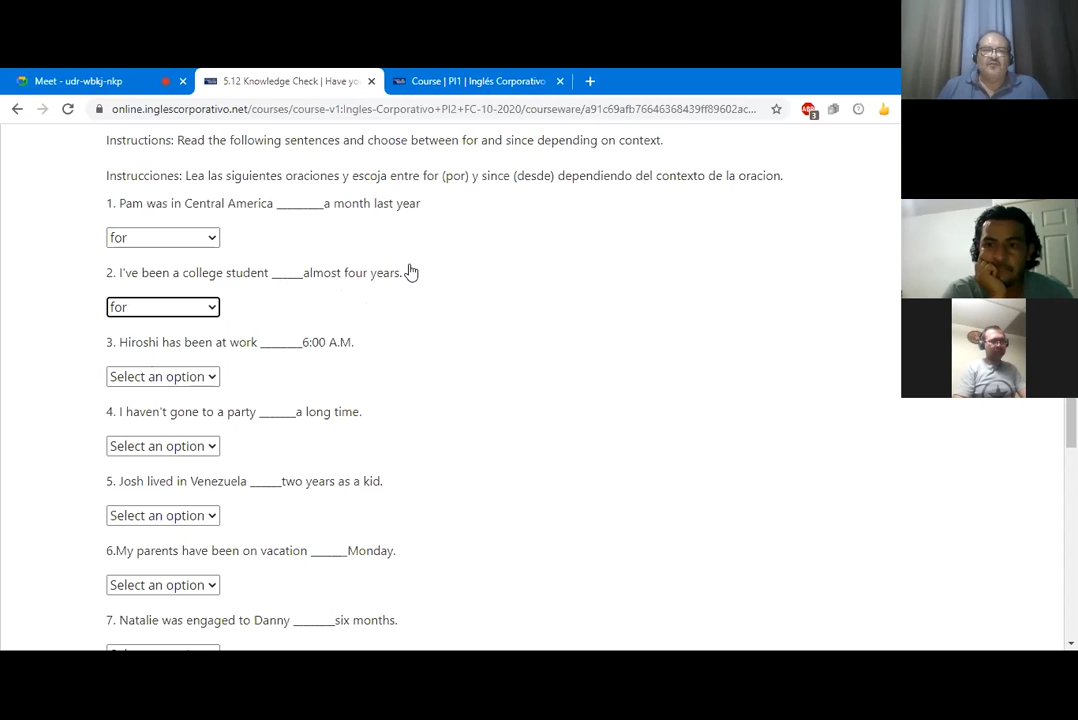 Meet - udr-wbkj-nkp
5.12 Knowledge Check | Have yo
Course | PI1 | Inglés Corporativo
online.inglescorporativo.net/courses/course-v1:Ingles-Corporativo+PI2+FC-10-2020/courseware/a91c69afb76646368439ff89602ac...
ABP
3
Instructions: Read the following sentences and choose between for and since depending on context.
Instrucciones: Lea las siguientes oraciones y escoja entre for (por) y since (desde) dependiendo del contexto de la oracion.
1. Pam was in Central America ________a month last year
for
2. I've been a college student _____almost four years.
for
3. Hiroshi has been at work _______6:00 A.M.
Select an option
4. I haven't gone to a party ______a long time.
Select an option
5. Josh lived in Venezuela _____two years as a kid.
Select an option
6.My parents have been on vacation ______Monday.
Select an option
7. Natalie was engaged to Danny _______six months.